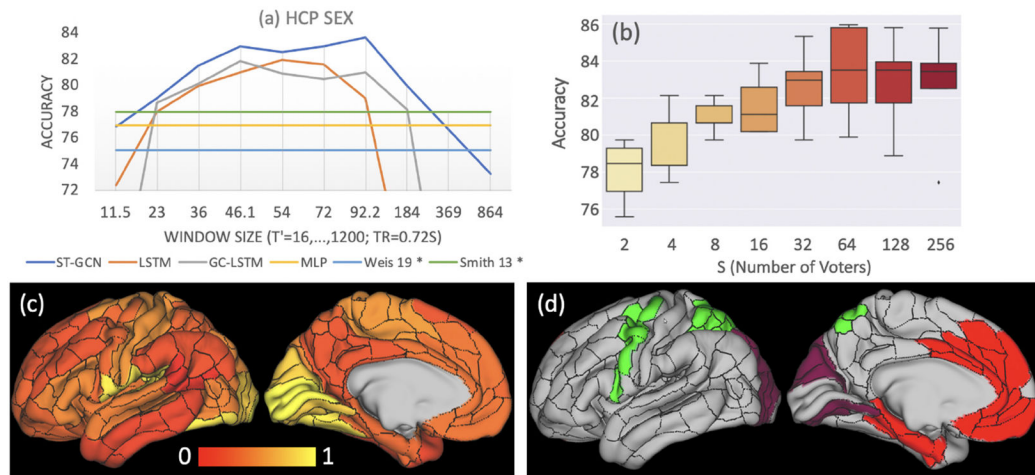 (a) HCP SEX
ACCURACY
84
82
80
78
76
74
72
11.5 23 36 46.1 54 72 92.2 184 369 864
WINDOW SIZE (T'=16,...,1200; TR=0.72S)
ST-GCN LSTM GC-LSTM MLP Weis 19 * Smith 13 *
(b)
Accuracy
86
84
82
80
78
76
2 4 8 16 32 64 128 256
S (Number of Voters)
(c)
0 1
(d)